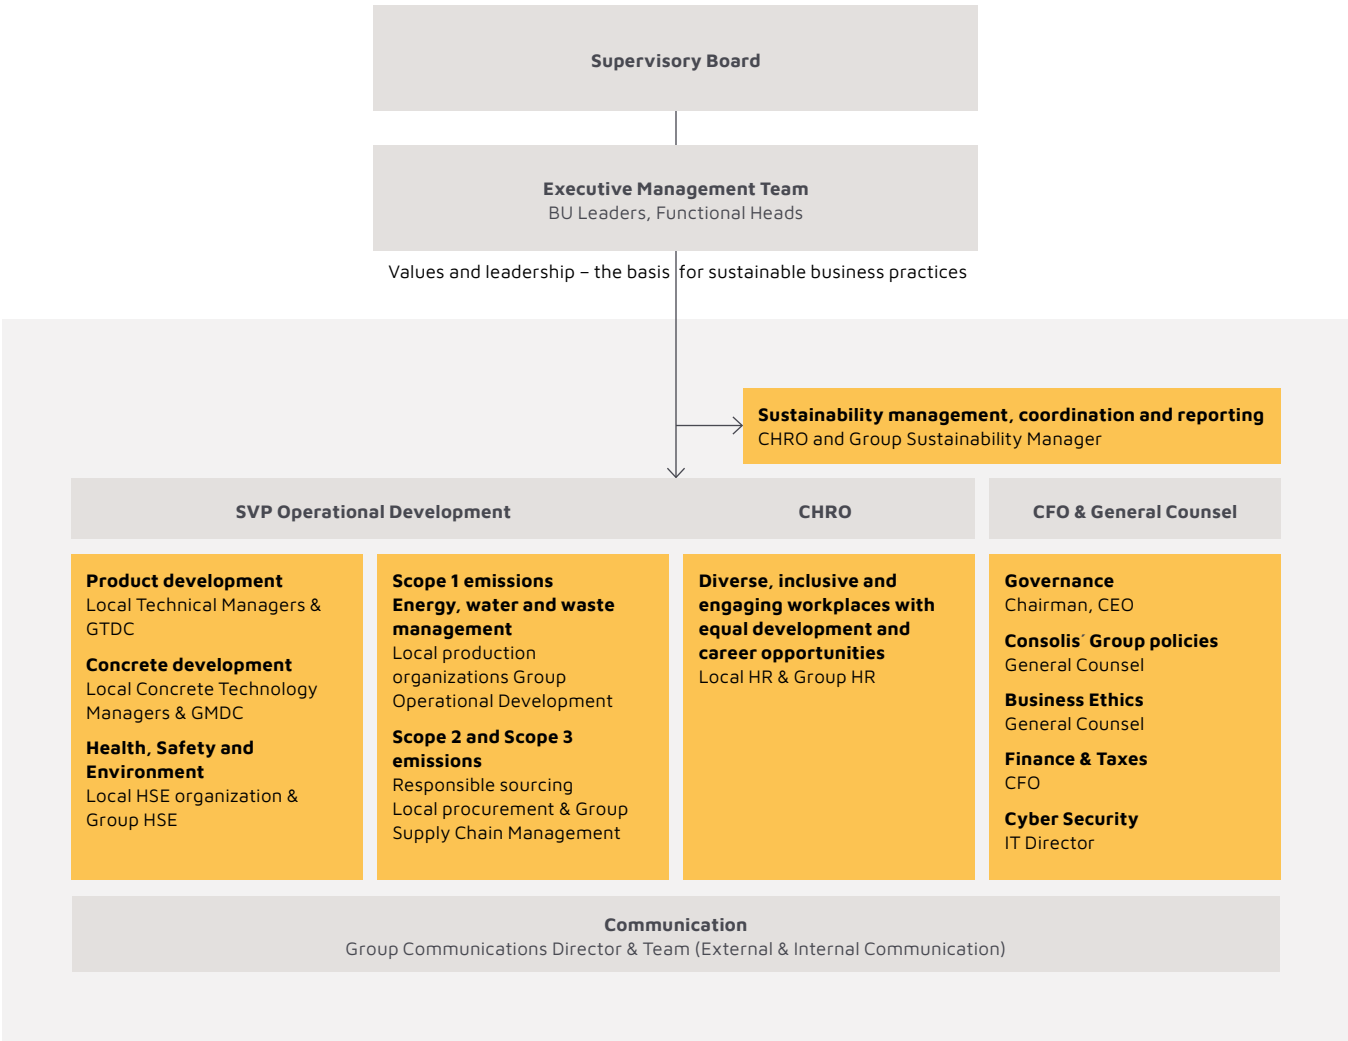 Supervisory Board
Executive Management Team
BU Leaders, Functional Heads
Values and leadership – the basis for sustainable business practices
Sustainability management, coordination and reporting
CHRO and Group Sustainability Manager
SVP Operational Development
CHRO
CFO & General Counsel
Product development
Local Technical Managers &
GTDC
Concrete development
Local Concrete Technology
Managers & GMDC
Health, Safety and
Environment
Local HSE organization &
Group HSE
Scope 1 emissions
Energy, water and waste
management
Local production
organizations Group
Operational Development
Scope 2 and Scope 3
emissions
Responsible sourcing
Local procurement & Group
Supply Chain Management
Diverse, inclusive and
engaging workplaces with
equal development and
career opportunities
Local HR & Group HR
Governance
Chairman, CEO
Consolis´ Group policies
General Counsel
Business Ethics
General Counsel
Finance & Taxes
CFO
Cyber Security
IT Director
Communication
Group Communications Director & Team (External & Internal Communication)